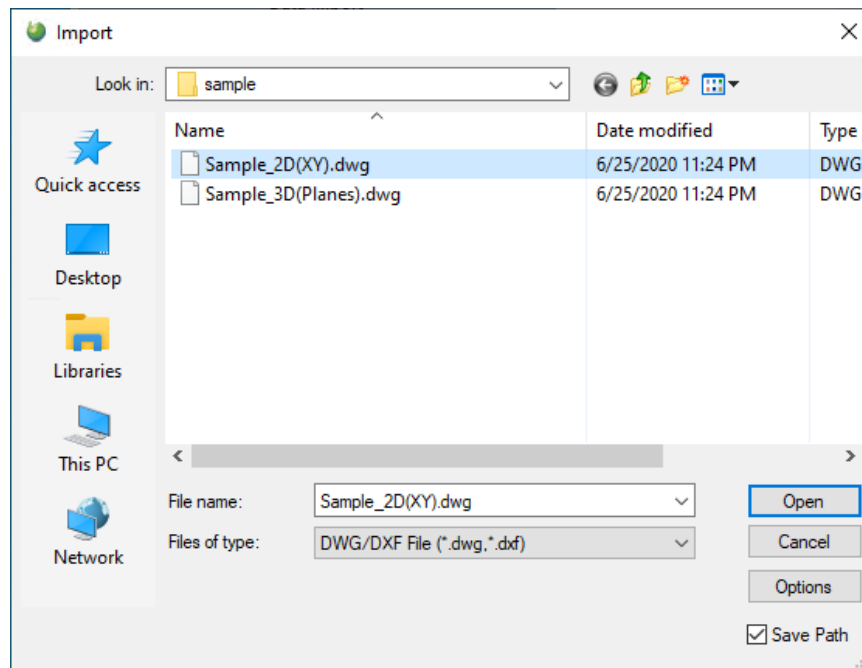 Import
Look in: sample
Name Date modified Type
Sample_2D(XY).dwg 6/25/2020 11:24 PM DWG
Sample_3D(Planes).dwg 6/25/2020 11:24 PM DWG
Quick access
Desktop
Libraries
This PC
Network
File name: Sample_2D(XY).dwg Open
Files of type: DWG/DXF File (*.dwg,*.dxf) Cancel
Options
Save Path